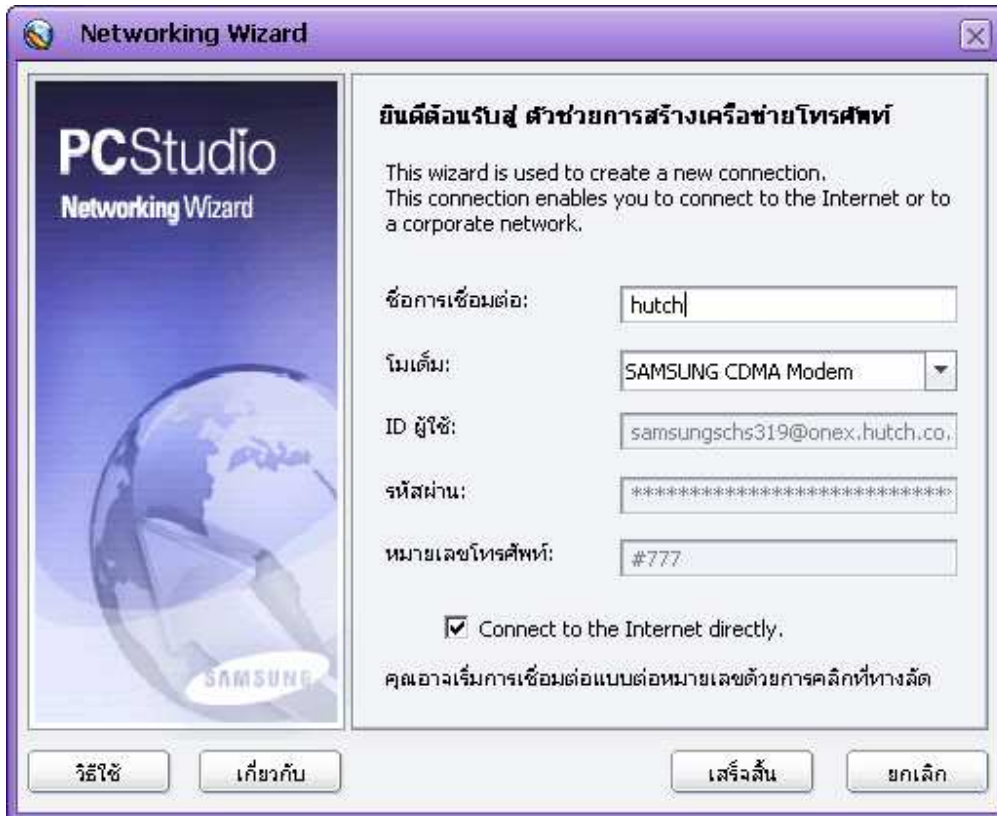 Networking Wizard
PCStudio
Networking Wizard
SAMSUNG
ยินดีต้อนรับสู่ ตัวช่วยการสร้างเครือข่ายโทรศัพท์
This wizard is used to create a new connection.
This connection enables you to connect to the Internet or to
a corporate network.
ชื่อการเชื่อมต่อ:
hutch
โมเด็ม:
SAMSUNG CDMA Modem
ID ผู้ใช้:
samsungschs319@onex.hutch.co.
รหัสผ่าน:
***************************
หมายเลขโทรศัพท์:
#777
Connect to the Internet directly.
คุณอาจเริ่มการเชื่อมต่อแบบต่อหมายเลขด้วยการคลิกที่ทางลัด
วิธีใช้
เกี่ยวกับ
เสร็จสิ้น
ยกเลิก